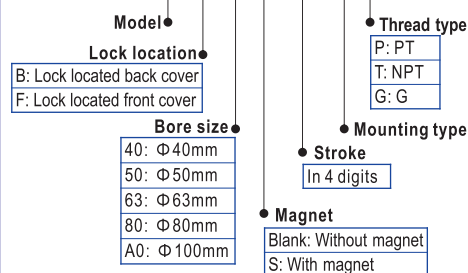 Model
Thread type
P: PT
T: NPT
G: G
Lock location
B: Lock located back cover
F: Lock located front cover
Bore size
40: Φ40mm
50: Φ50mm
63: Φ63mm
80: Φ80mm
A0: Φ100mm
Mounting type
Stroke
In 4 digits
Magnet
Blank: Without magnet
S: With magnet